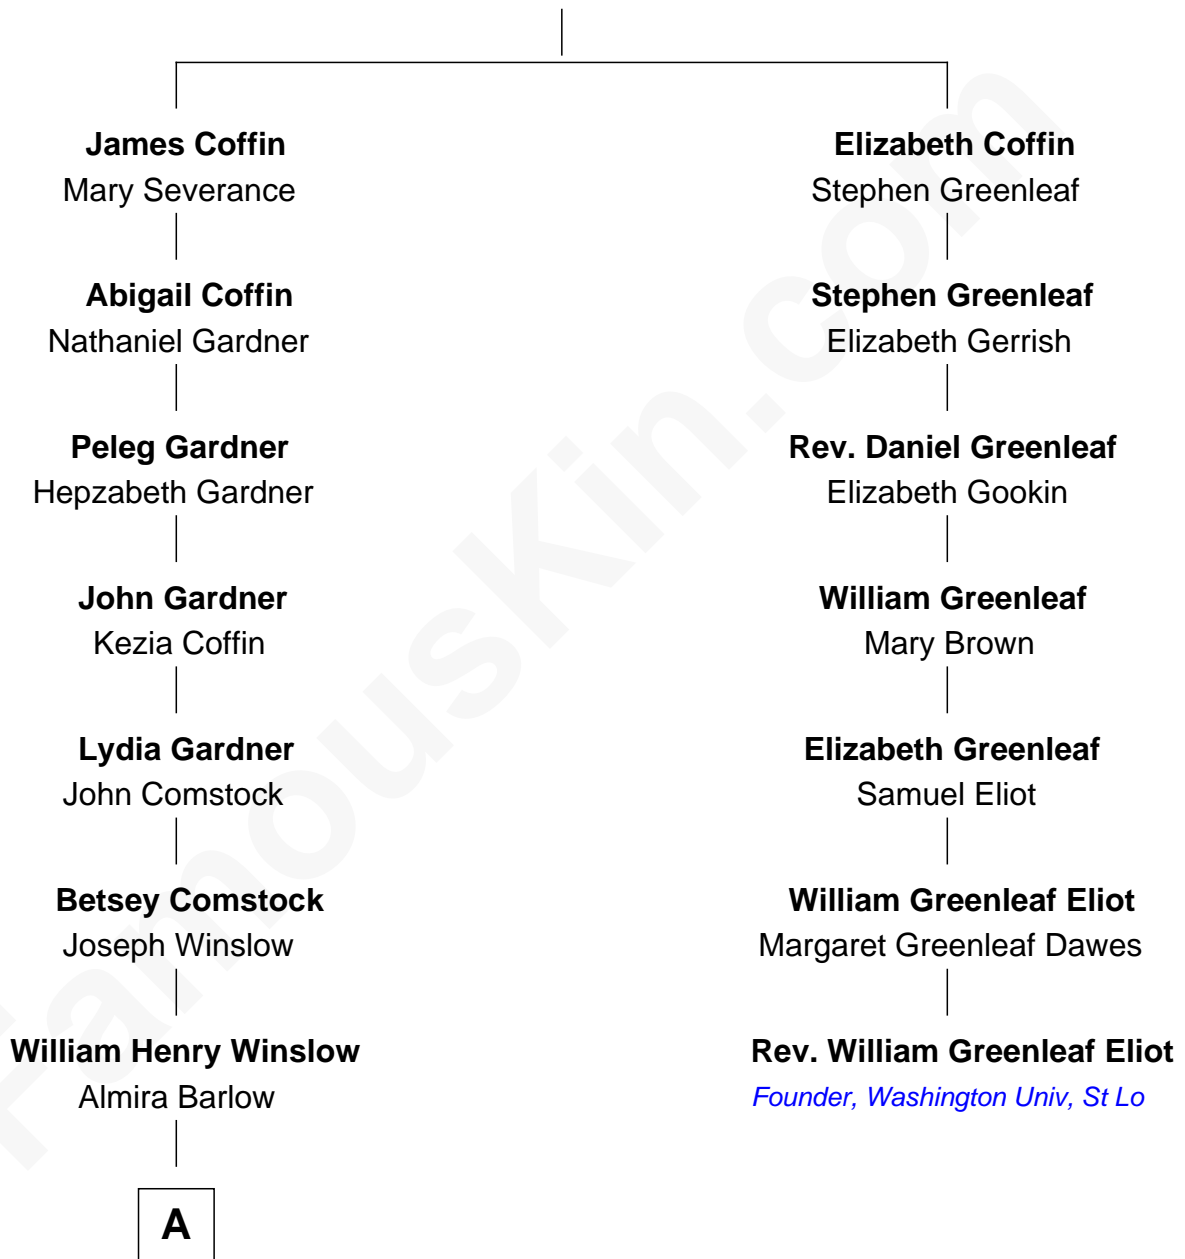 James Coffin
Mary Severance
Abigail Coffin
Nathaniel Gardner
Peleg Gardner
Hepzabeth Gardner
John Gardner
Kezia Coffin
Lydia Gardner
John Comstock
Betsey Comstock
Joseph Winslow
William Henry Winslow
Almira Barlow
A
Elizabeth Coffin
Stephen Greenleaf
Stephen Greenleaf
Elizabeth Gerrish
Rev. Daniel Greenleaf
Elizabeth Gookin
William Greenleaf
Mary Brown
Elizabeth Greenleaf
Samuel Eliot
William Greenleaf Eliot
Margaret Greenleaf Dawes
Rev. William Greenleaf Eliot
Founder, Washington Univ, St Lo
FamousKin.com